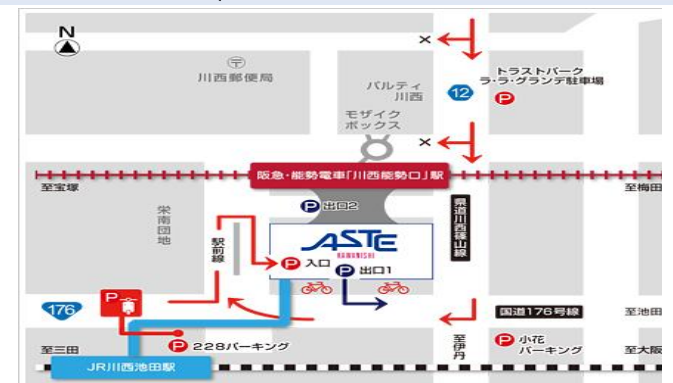 N
〒
川西郵便局
パルティ
川西
12
トラストパーク
ラ・ラ・グランデ駐車場
P
モザイク
ボックス
阪急・能勢電車「川西能勢口」駅
至宝塚
至梅田
栄南
団地
P 出口2
県道川西篠山線
駅前線
ASTE
KAWANISHI
P 入口
P 出口1
176
P
国道176号線
至池田
至三田
P 228パーキング
至伊丹
P 小花
パーキング
至大阪
JR川西池田駅